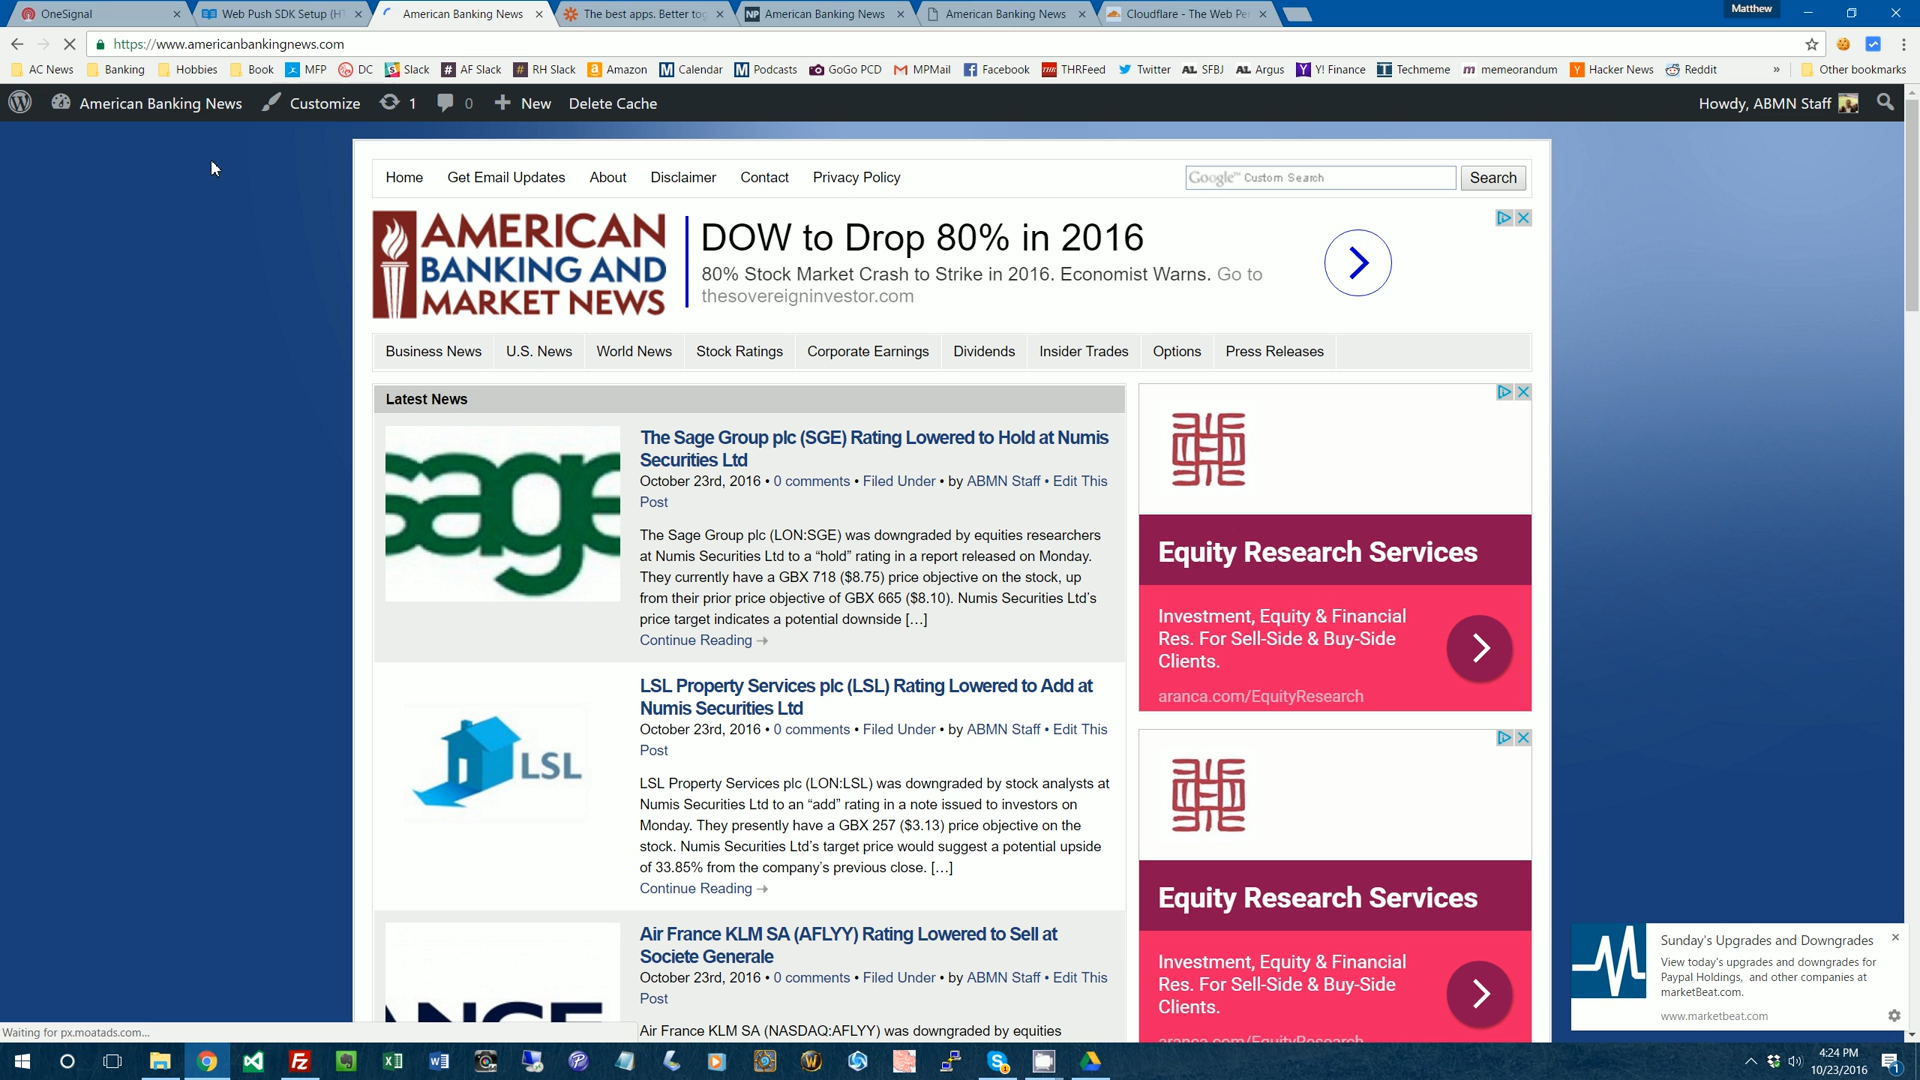 OneSignal
Web Push SDK Setup (HT
American Banking News
The best apps. Better tog
American Banking News
American Banking News
Cloudflare - The Web Pe
Matthew
https://www.americanbankingnews.com
AC News
Banking
Hobbies
Book
MFP
DC
Slack
AF Slack
RH Slack
Amazon
Calendar
Podcasts
GoGo PCD
MPMail
Facebook
THRFeed
Twitter
AL SFBJ
AL Argus
Y! Finance
Techmeme
memeorandum
Hacker News
Reddit
»
Other bookmarks
American Banking News
Customize
1
0
New
Delete Cache
Howdy, ABMN Staff
Home
Get Email Updates
About
Disclaimer
Contact
Privacy Policy
Google™ Custom Search
Search
AMERICAN
BANKING AND
MARKET NEWS
DOW to Drop 80% in 2016
80% Stock Market Crash to Strike in 2016. Economist Warns. Go to
thesovereigninvestor.com
Business News
U.S. News
World News
Stock Ratings
Corporate Earnings
Dividends
Insider Trades
Options
Press Releases
Latest News
sage
The Sage Group plc (SGE) Rating Lowered to Hold at Numis
Securities Ltd
October 23rd, 2016 • 0 comments • Filed Under • by ABMN Staff • Edit This
Post
The Sage Group plc (LON:SGE) was downgraded by equities researchers
at Numis Securities Ltd to a “hold” rating in a report released on Monday.
They currently have a GBX 718 ($8.75) price objective on the stock, up
from their prior price objective of GBX 665 ($8.10). Numis Securities Ltd’s
price target indicates a potential downside […]
Continue Reading →
LSL
LSL Property Services plc (LSL) Rating Lowered to Add at
Numis Securities Ltd
October 23rd, 2016 • 0 comments • Filed Under • by ABMN Staff • Edit This
Post
LSL Property Services plc (LON:LSL) was downgraded by stock analysts at
Numis Securities Ltd to an “add” rating in a note issued to investors on
Monday. They presently have a GBX 257 ($3.13) price objective on the
stock. Numis Securities Ltd’s target price would suggest a potential upside
of 33.85% from the company’s previous close. […]
Continue Reading →
Air France KLM SA (AFLYY) Rating Lowered to Sell at
Societe Generale
October 23rd, 2016 • 0 comments • Filed Under • by ABMN Staff • Edit This
Post
Air France KLM SA (NASDAQ:AFLYY) was downgraded by equities
Equity Research Services
Investment, Equity & Financial
Res. For Sell-Side & Buy-Side
Clients.
aranca.com/EquityResearch
Equity Research Services
Investment, Equity & Financial
Res. For Sell-Side & Buy-Side
Clients.
aranca.com/EquityResearch
Sunday's Upgrades and Downgrades
View today's upgrades and downgrades for
Paypal Holdings, and other companies at
marketBeat.com.
www.marketbeat.com
Waiting for px.moatads.com...
4:24 PM
10/23/2016